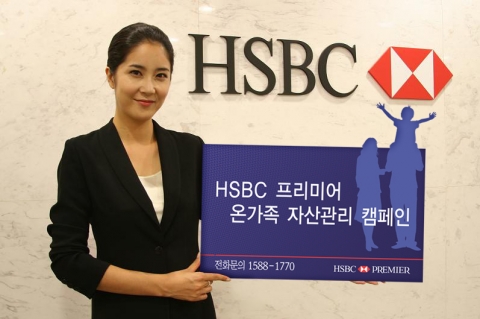 HSBC
HSBC 프리미어
온가족 자산관리 캠페인
전화문의 1588-1770
HSBC PREMIER